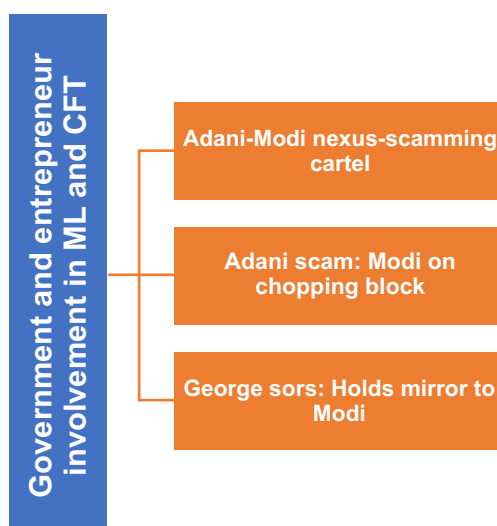 Government and entrepreneur
involvement in ML and CFT
Adani-Modi nexus-scamming
cartel
Adani scam: Modi on
chopping block
George sors: Holds mirror to
Modi